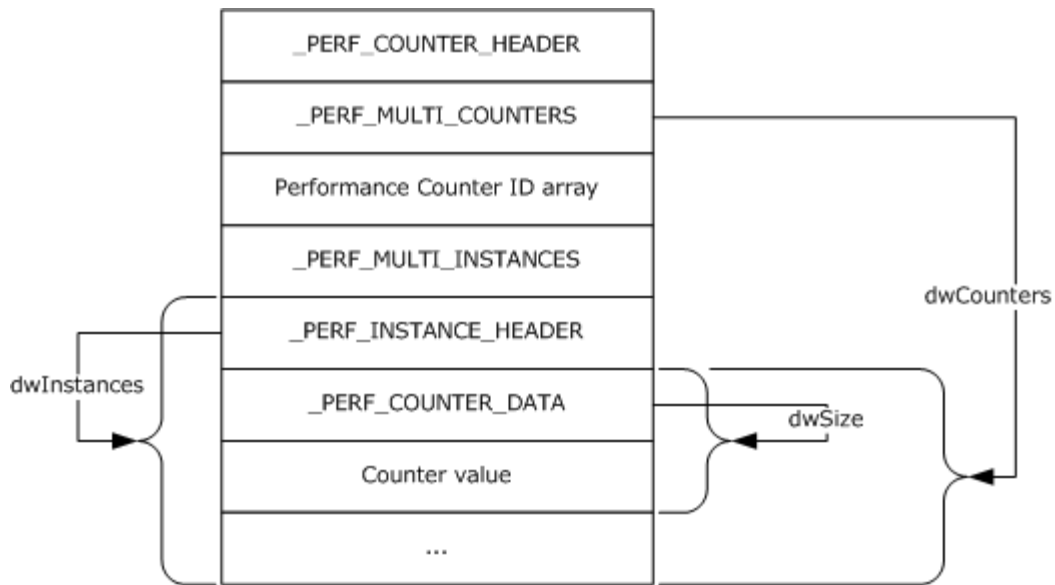 _PERF_COUNTER_HEADER
_PERF_MULTI_COUNTERS
Performance Counter ID array
_PERF_MULTI_INSTANCES
dwCounters
_PERF_INSTANCE_HEADER
dwInstances
_PERF_COUNTER_DATA
dwSize
Counter value
...